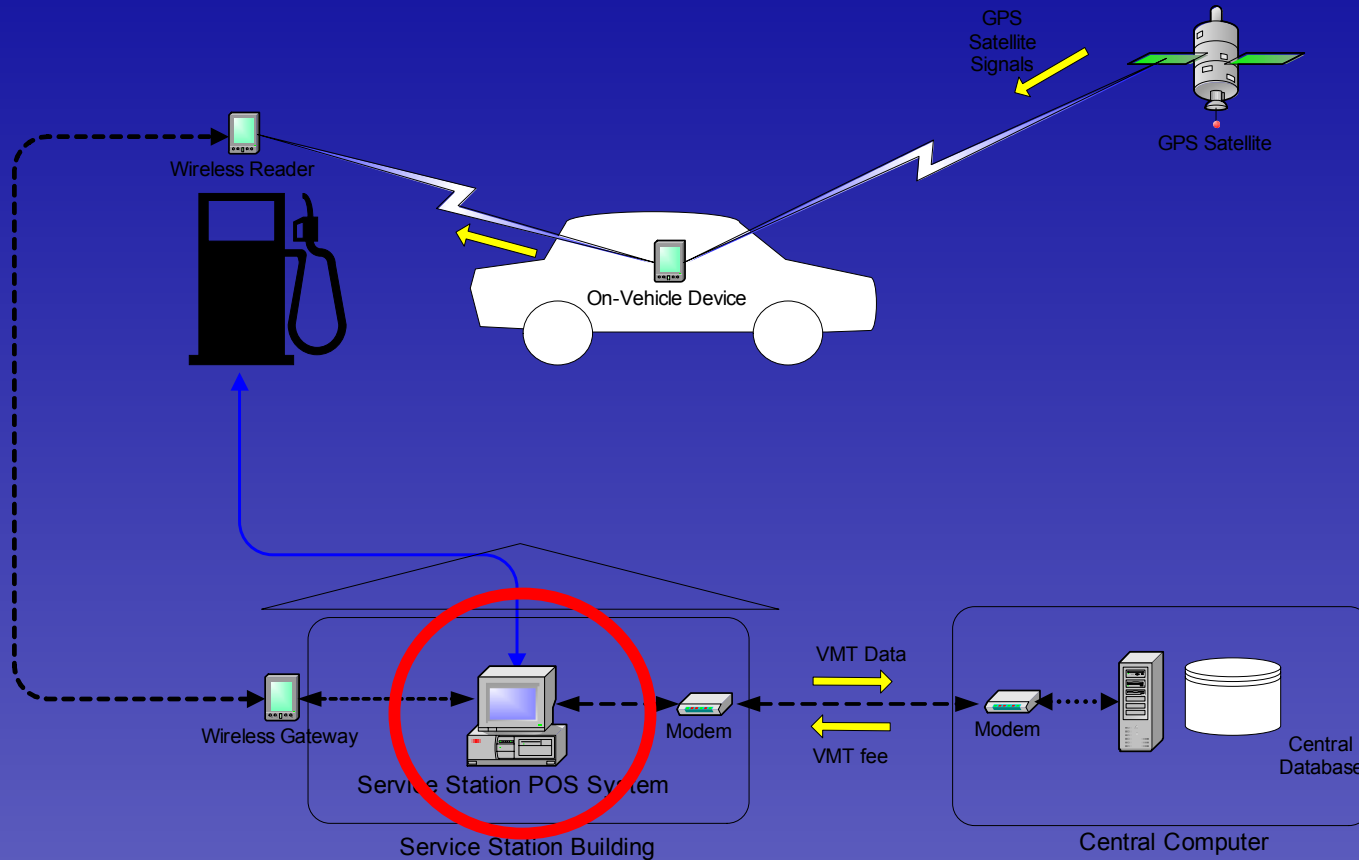 GPS
Satellite
Signals
GPS Satellite
Wireless Reader
On-Vehicle Device
VMT Data
VMT fee
Wireless Gateway
Modem
Modem
Central
Database
Service Station POS System
Service Station Building
Central Computer